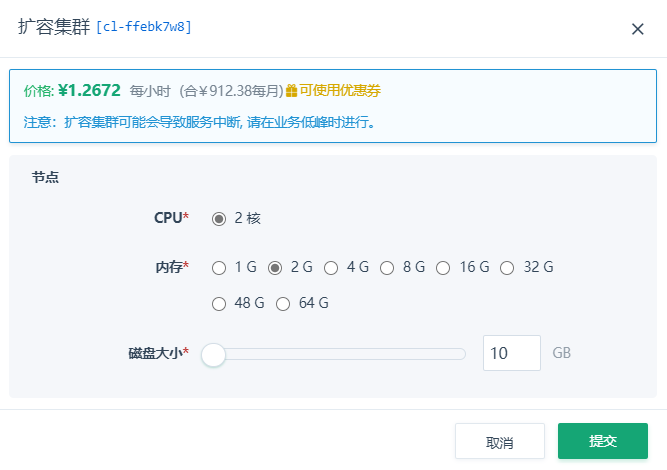 扩容集群 [cl-ffebk7w8]
价格: ¥1.2672 每小时 (合¥912.38每月) 可使用优惠券
注意: 扩容集群可能会导致服务中断, 请在业务低峰时进行。
节点
CPU* 2 核
内存* 1 G 2 G 4 G 8 G 16 G 32 G
48 G 64 G
磁盘大小* 10 GB
取消 提交